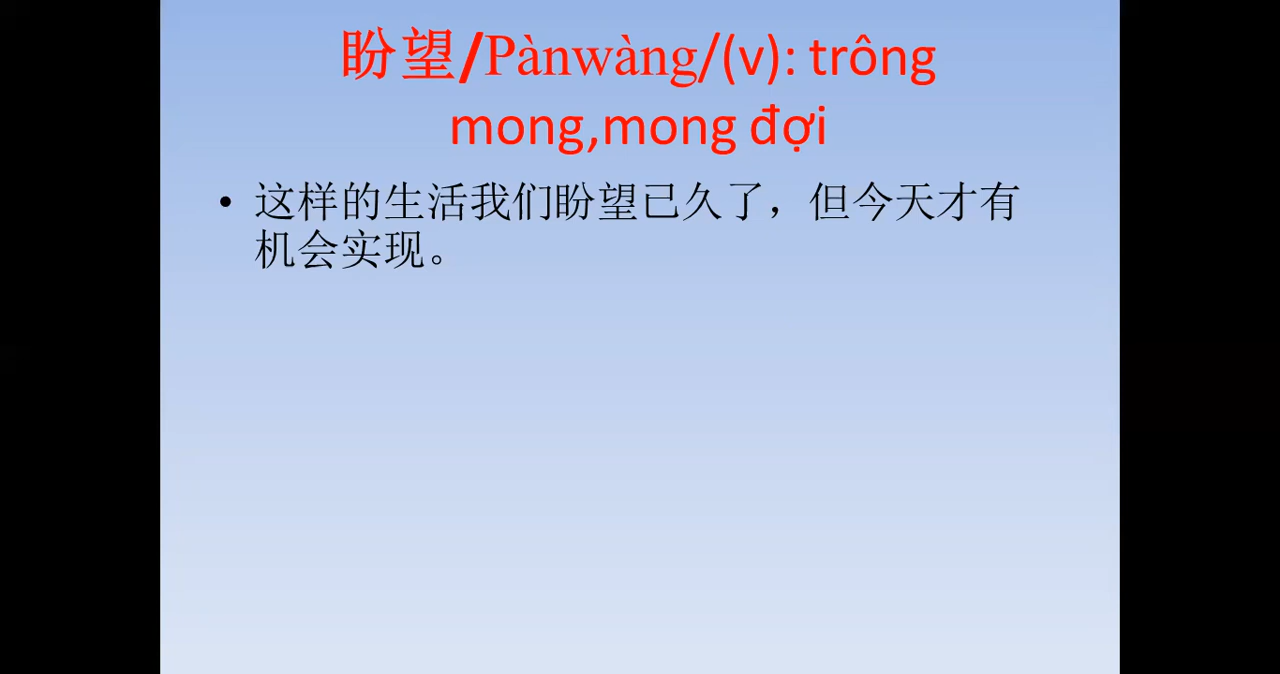 盼望/Pànwàng/(v): trông
mong,mong đợi
• 这样的生活我们盼望已久了，但今天才有
机会实现。